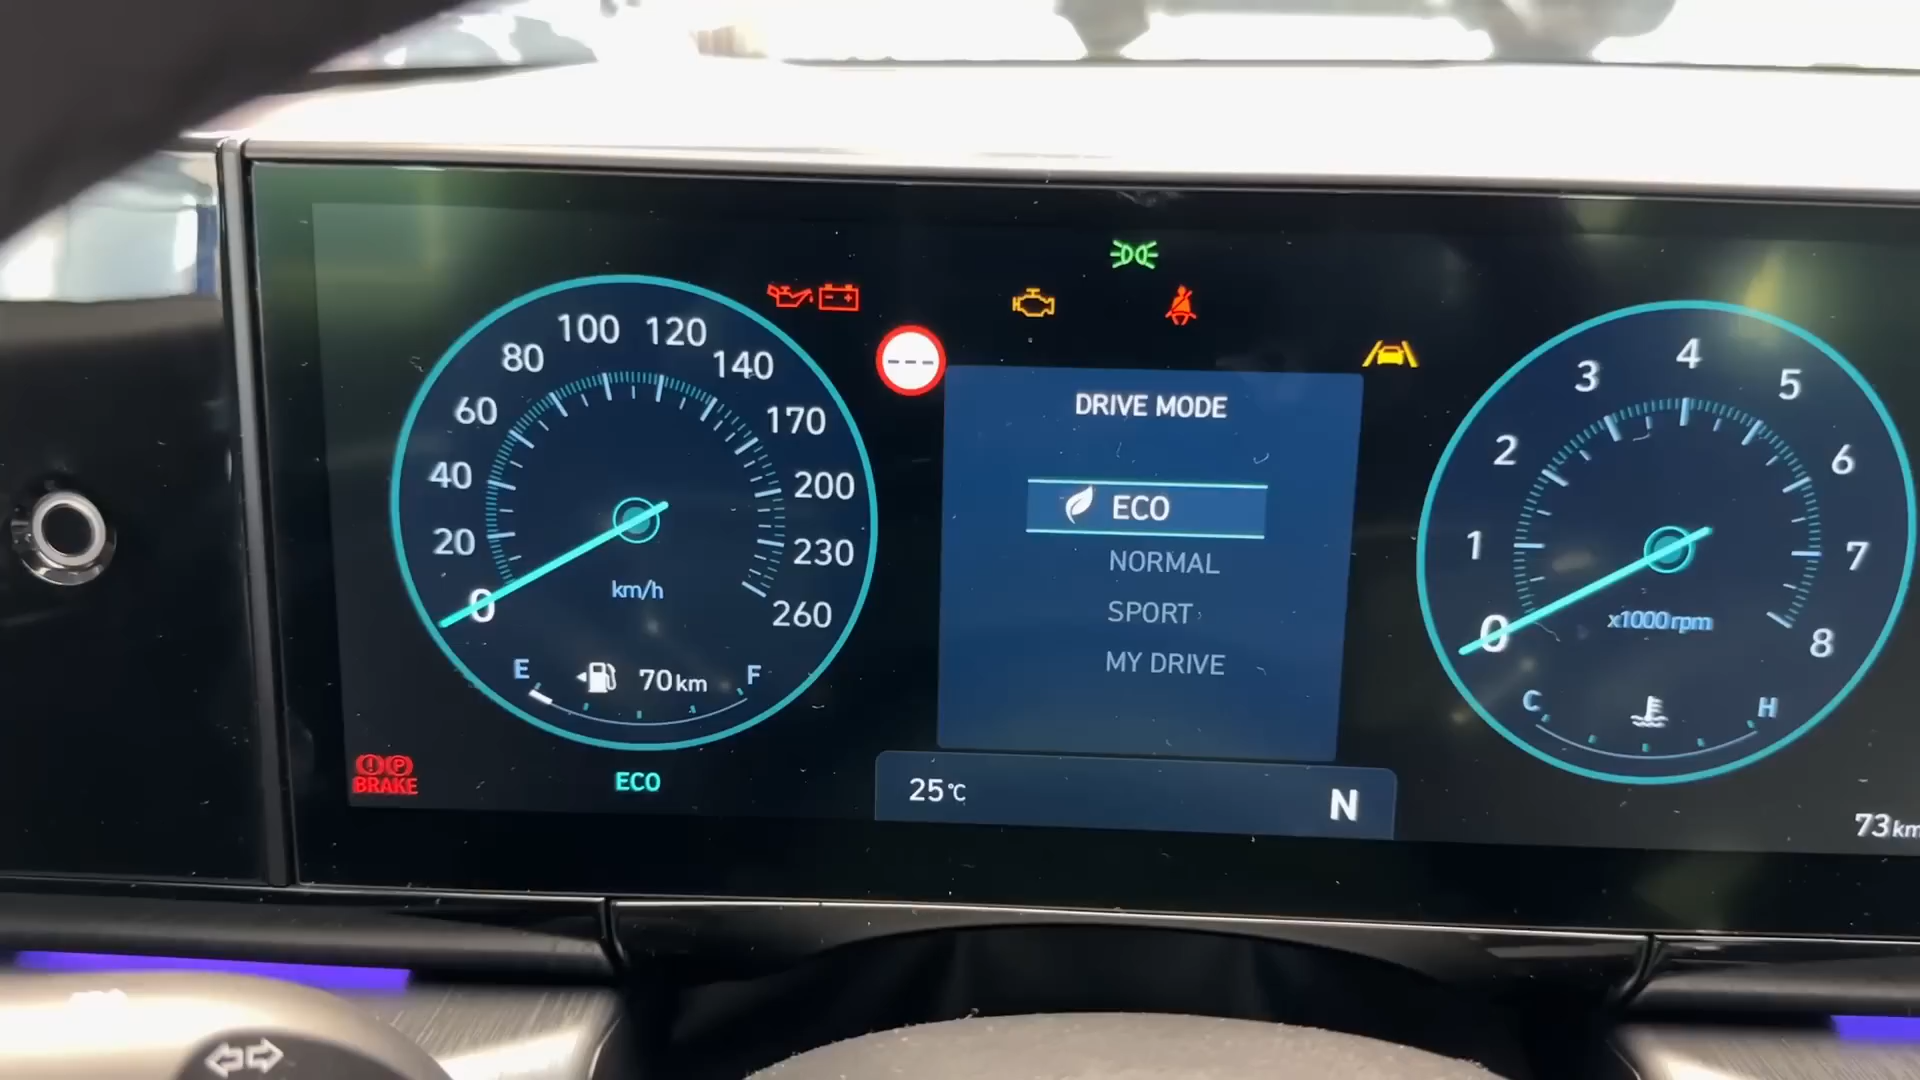 100 120
80 140
60 170
40 200
20 230
0 260
km/h
E 70km F
BRAKE
P
ECO
---
DRIVE MODE
ECO
NORMAL
SPORT
MY DRIVE
25°C
N
4
3 5
2 6
1 7
0 8
x1000rpm
C H
73km